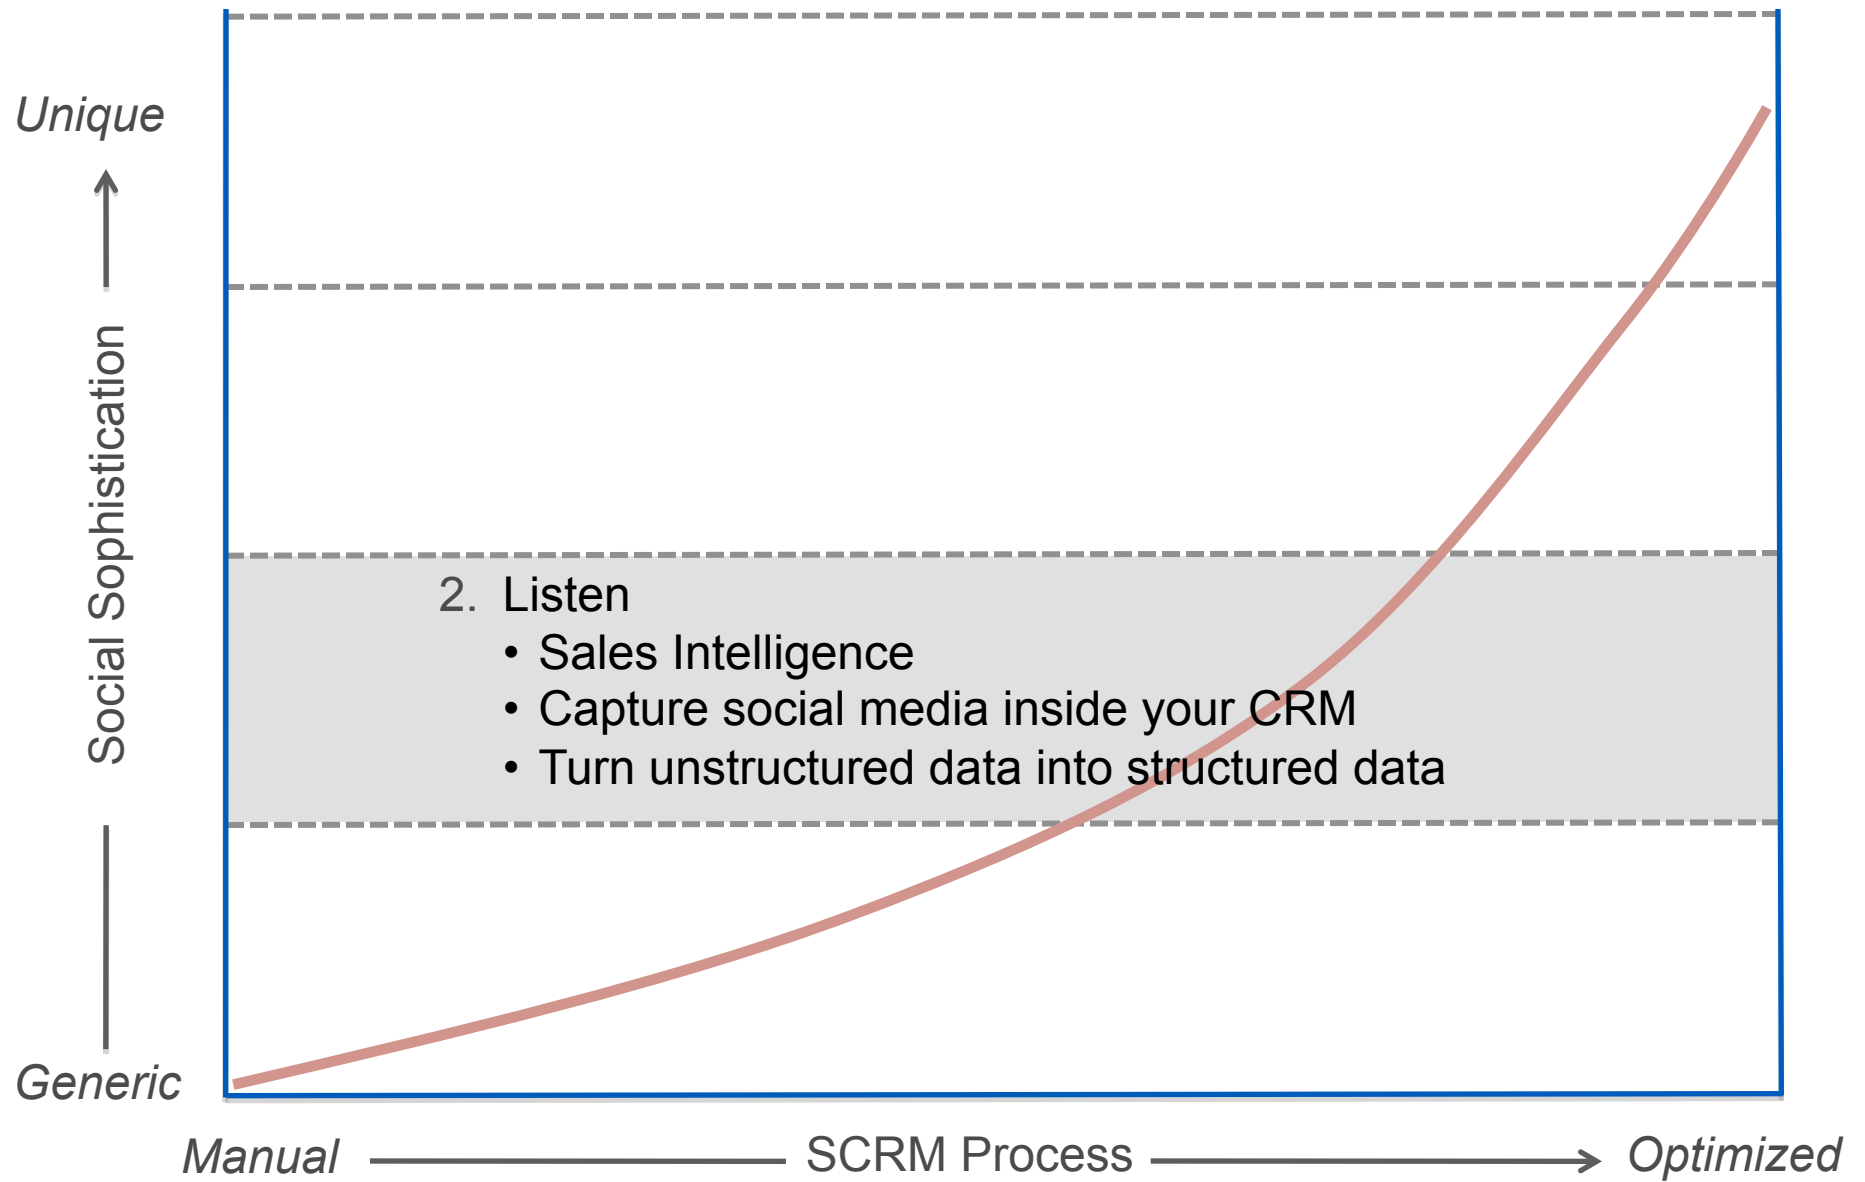 Unique
Social Sophistication
2. Listen
• Sales Intelligence
• Capture social media inside your CRM
• Turn unstructured data into structured data
Generic
Manual
SCRM Process
Optimized